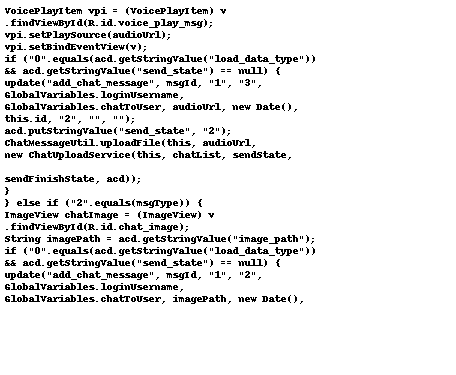 VoicePlayItem vpi = (VoicePlayItem) v
.findViewById(R.id.voice_play_msg);
vpi.setPlaySource(audioUrl);
vpi.setBindEventView(v);
if ("0".equals(acd.getStringValue("load_data_type"))
&& acd.getStringValue("send_state") == null) {
update("add_chat_message", msgId, "1", "3",
GlobalVariables.loginUsername,
GlobalVariables.chatToUser, audioUrl, new Date(),
this.id, "2", "", "");
acd.putStringValue("send_state", "2");
ChatMessageUtil.uploadFile(this, audioUrl,
new ChatUploadService(this, chatList, sendState,
sendFinishState, acd));
}
} else if ("2".equals(msgType)) {
ImageView chatImage = (ImageView) v
.findViewById(R.id.chat_image);
String imagePath = acd.getStringValue("image_path");
if ("0".equals(acd.getStringValue("load_data_type"))
&& acd.getStringValue("send_state") == null) {
update("add_chat_message", msgId, "1", "2",
GlobalVariables.loginUsername,
GlobalVariables.chatToUser, imagePath, new Date(),